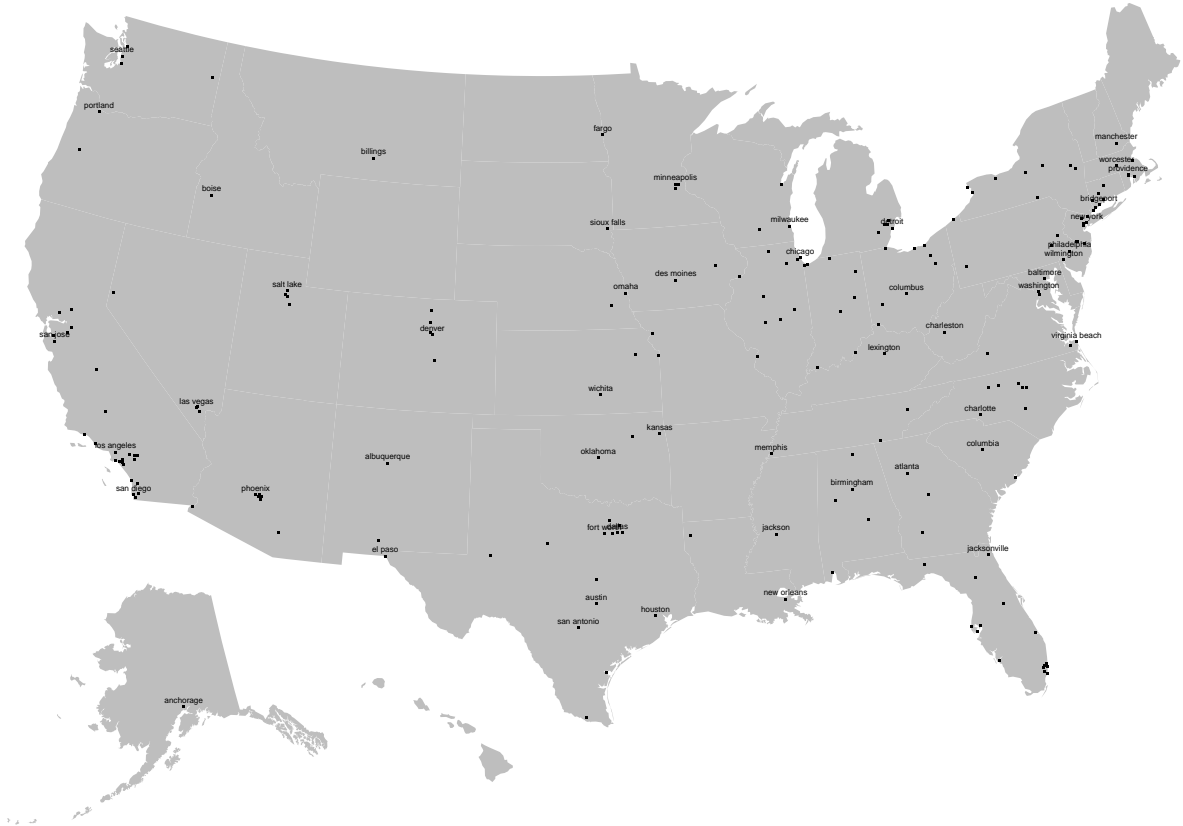 seattle
portland
fargo
manchester
billings
worcester
providence
minneapolis
boise
bridgeport
new york
milwaukee
detroit
sioux falls
philadelphia
chicago
wilmington
des moines
baltimore
salt lake
omaha
columbus
washington
denver
charleston
san jose
virginia beach
lexington
wichita
las vegas
charlotte
kansas
los angeles
columbia
memphis
oklahoma
albuquerque
atlanta
birmingham
san diego
phoenix
fort worth
dallas
jackson
el paso
jacksonville
new orleans
austin
houston
san antonio
anchorage